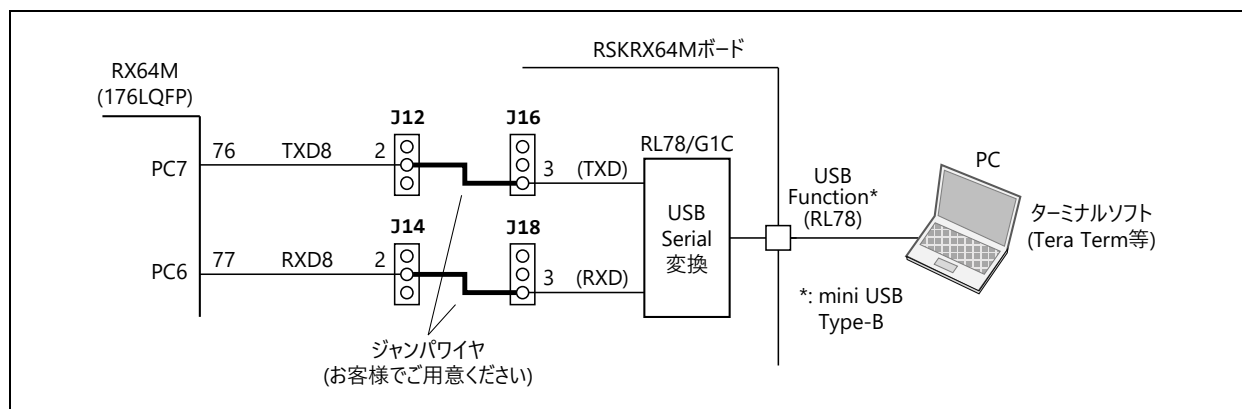 RSKRX64Mボード
RX64M
(176LQFP)
J12
J16
RL78/G1C
PC
PC7
76
TXD8
2
3
(TXD)
USB
Function*
(RL78)
ターミナルソフト
(Tera Term等)
USB
Serial
変換
J14
J18
PC6
77
RXD8
2
3
(RXD)
*: mini USB
Type-B
ジャンパワイヤ
(お客様でご用意ください)